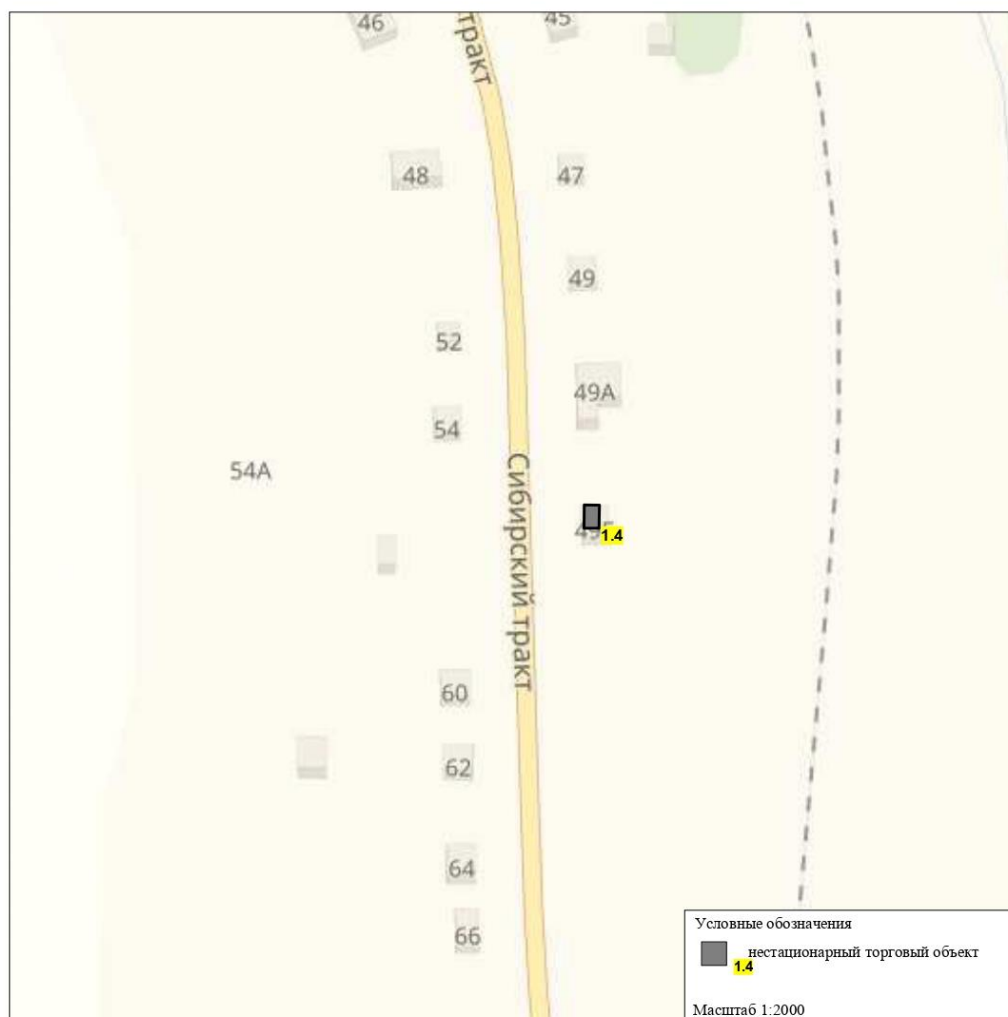 46
45
тракт
48
47
49
52
49А
54
54А
1.4
Сибирский тракт
60
62
64
66
Условные обозначения
нестационарный торговый объект
1.4
Масштаб 1:2000